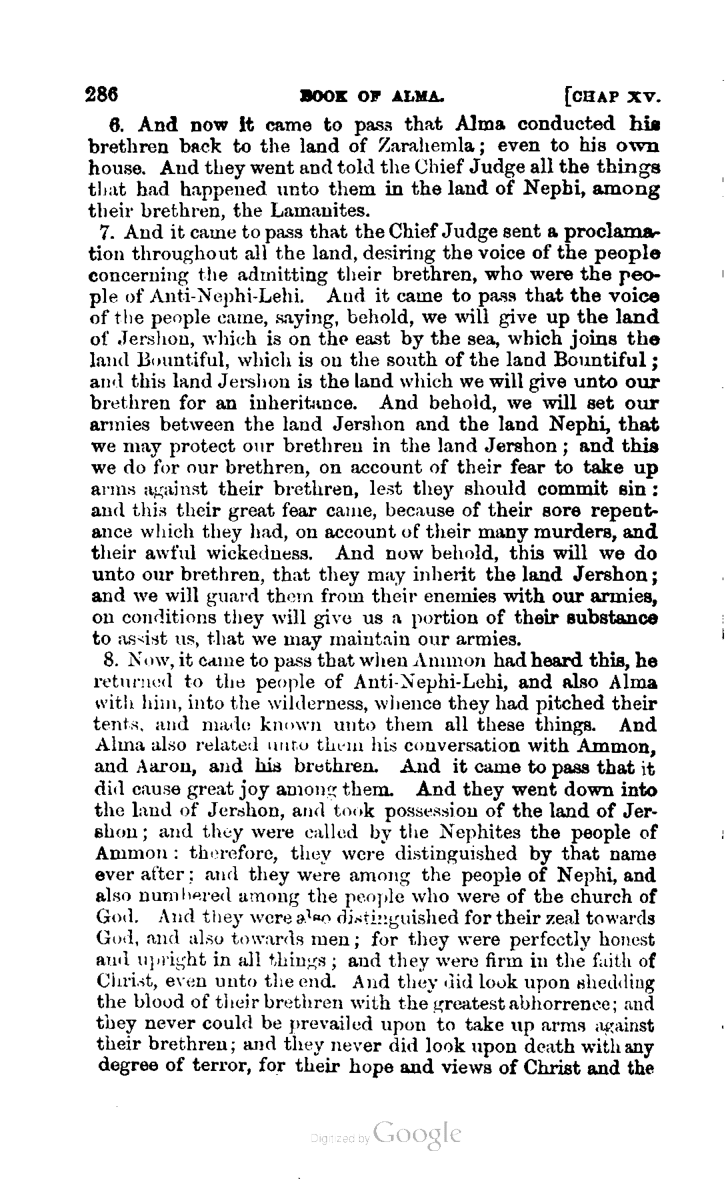 286 BOOK OF ALMA. [CHAP XV.
6. And now it came to pass that Alma conducted his
brethren back to the land of Zarahemla; even to his own
house. And they went and told the Chief Judge all the things
that had happened unto them in the land of Nephi, among
their brethren, the Lamanites.
7. And it came to pass that the Chief Judge sent a proclama-
tion throughout all the land, desiring the voice of the people
concerning the admitting their brethren, who were the peo-
ple of Anti-Nephi-Lehi. And it came to pass that the voice
of the people came, saying, behold, we will give up the land
of Jershon, which is on the east by the sea, which joins the
land Bountiful, which is on the south of the land Bountiful;
and this land Jershon is the land which we will give unto our
brethren for an inheritance. And behold, we will set our
armies between the land Jershon and the land Nephi, that
we may protect our brethren in the land Jershon; and this
we do for our brethren, on account of their fear to take up
arms against their brethren, lest they should commit sin:
and this their great fear came, because of their sore repent-
ance which they had, on account of their many murders, and
their awful wickedness. And now behold, this will we do
unto our brethren, that they may inherit the land Jershon;
and we will guard them from their enemies with our armies,
on conditions they will give us a portion of their substance
to assist us, that we may maintain our armies.
8. Now, it came to pass that when Ammon had heard this, he
returned to the people of Anti-Nephi-Lehi, and also Alma
with him, into the wilderness, whence they had pitched their
tents, and made known unto them all these things. And
Alma also related unto them his conversation with Ammon,
and Aaron, and his brethren. And it came to pass that it
did cause great joy among them. And they went down into
the land of Jershon, and took possession of the land of Jer-
shon; and they were called by the Nephites the people of
Ammon: therefore, they were distinguished by that name
ever after; and they were among the people of Nephi, and
also numbered among the people who were of the church of
God. And they were also distinguished for their zeal towards
God, and also towards men; for they were perfectly honest
and upright in all things; and they were firm in the faith of
Christ, even unto the end. And they did look upon shedding
the blood of their brethren with the greatest abhorrence; and
they never could be prevailed upon to take up arms against
their brethren; and they never did look upon death with any
degree of terror, for their hope and views of Christ and the
Digitized by Google